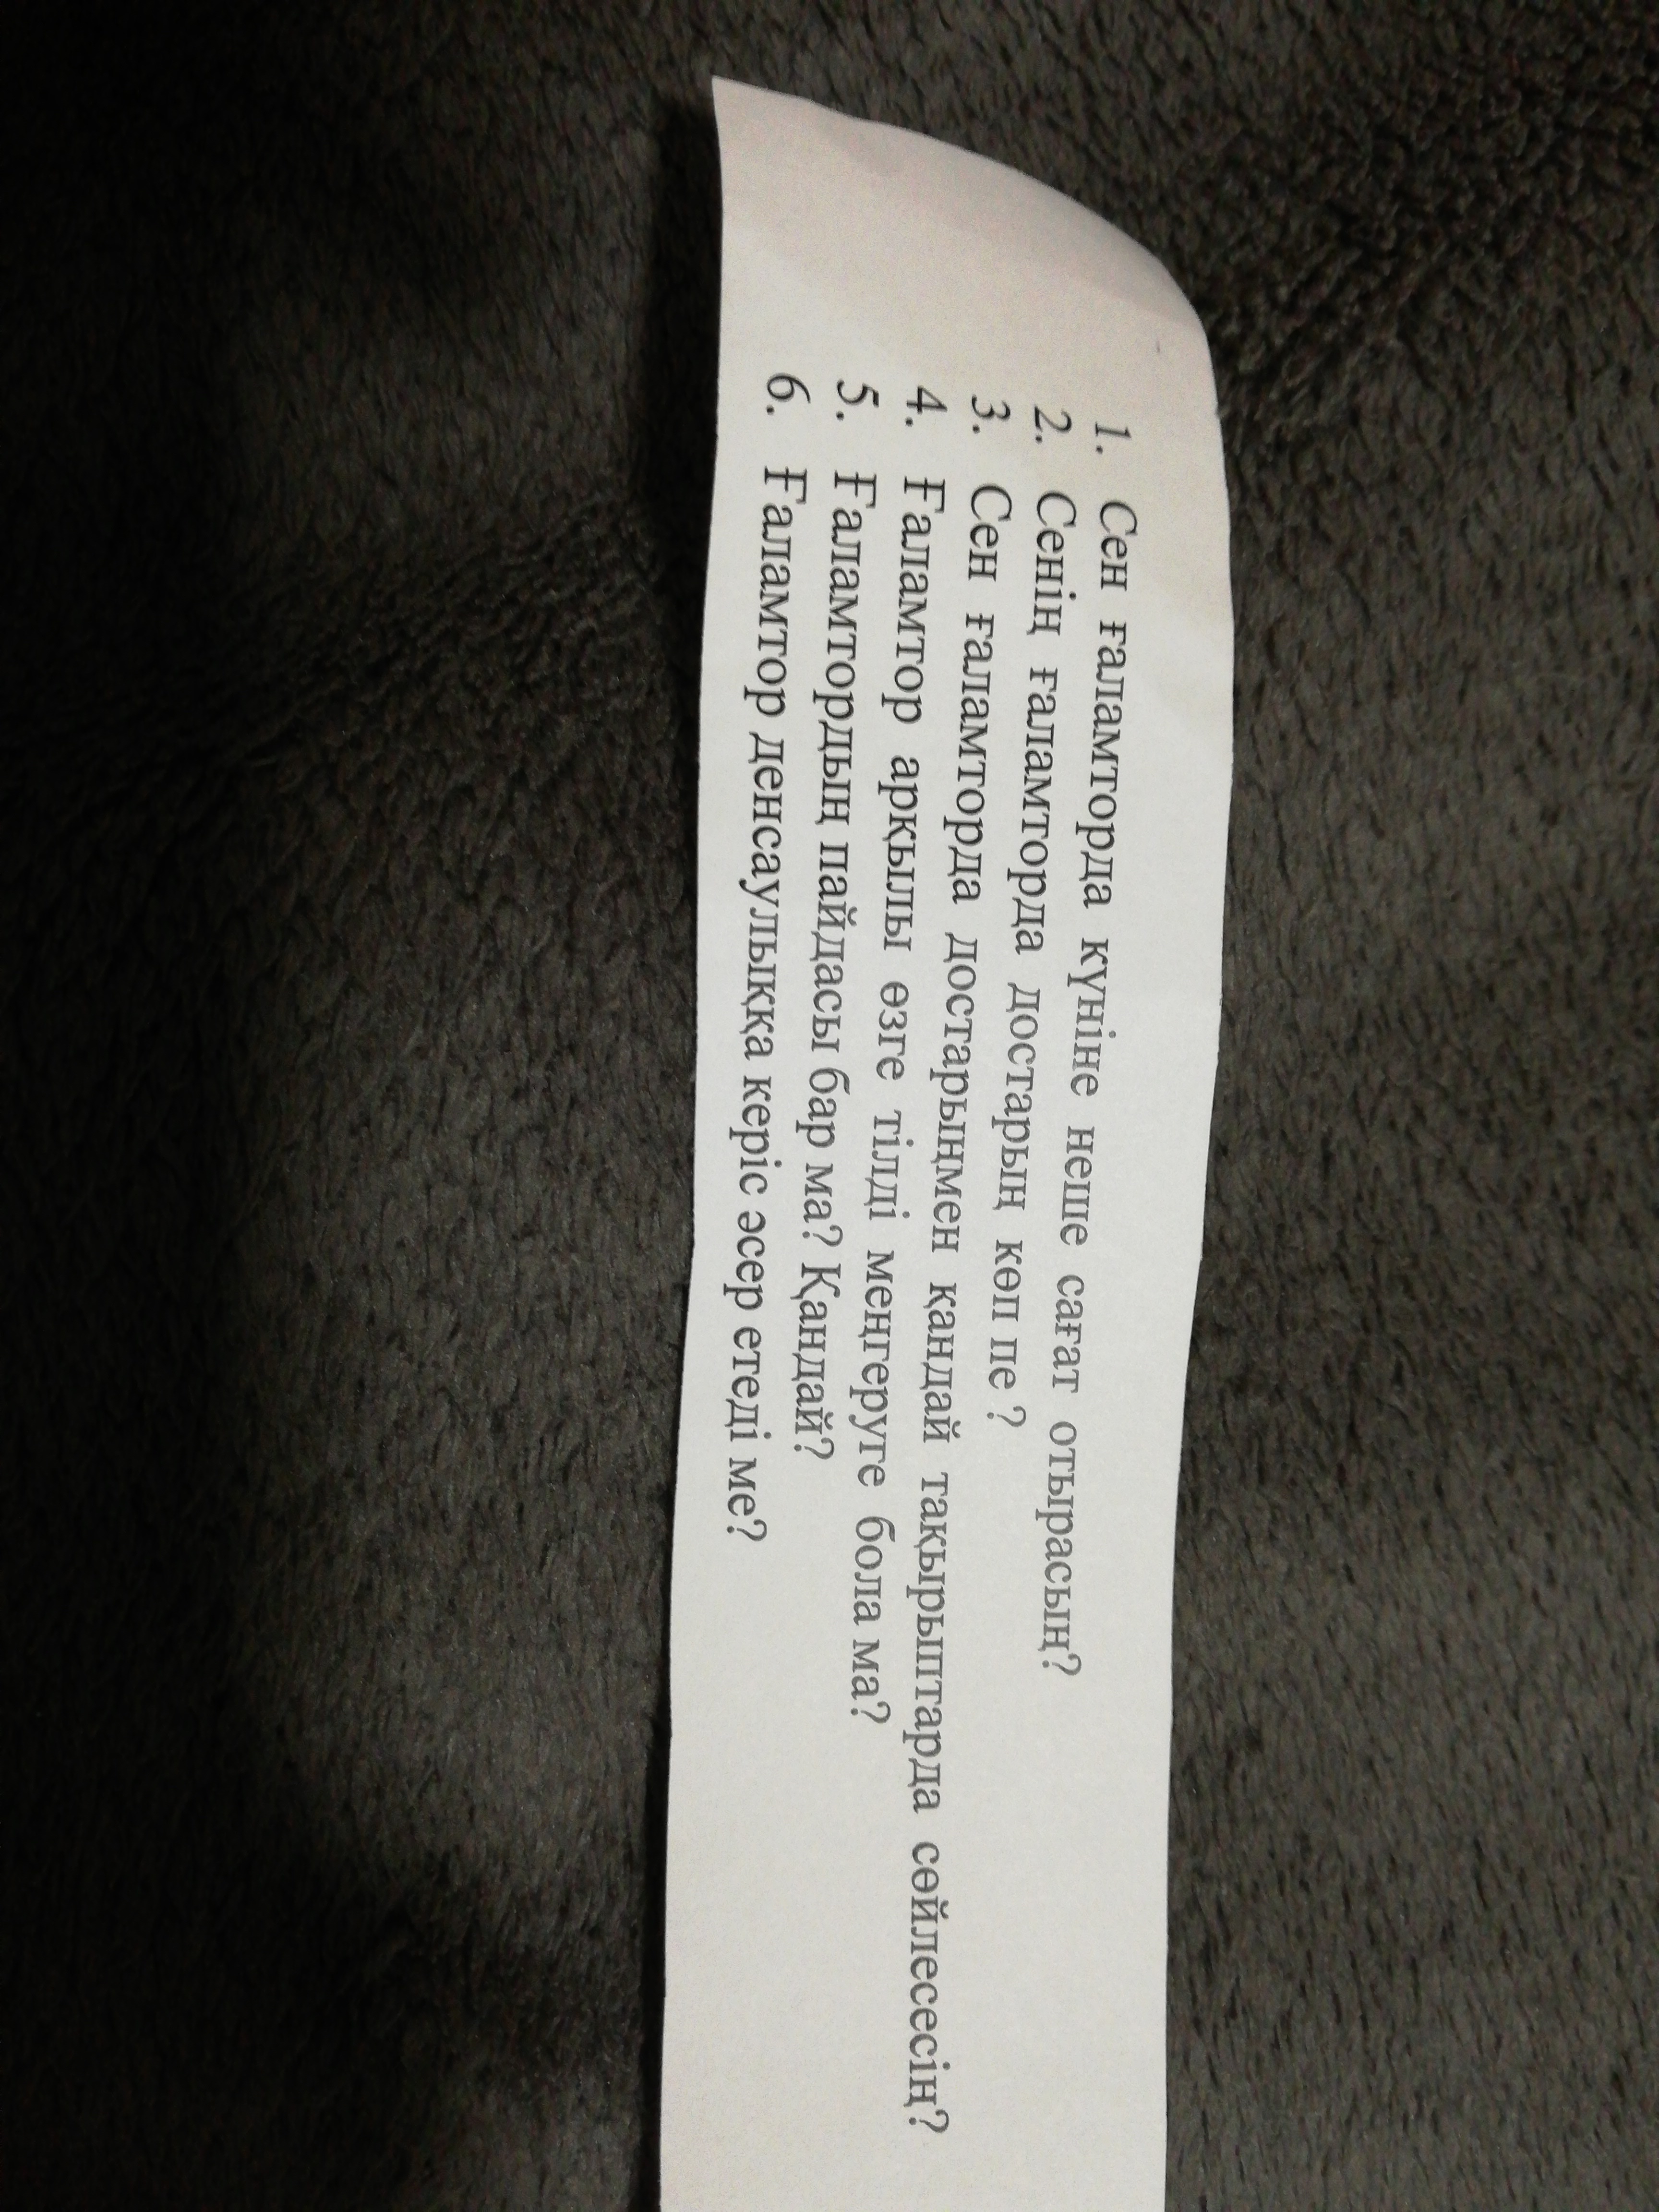 1. Сен ғаламторда күніне неше сағат отырасың?
2. Сенің ғаламторда достарың көп пе ?
3. Сен ғаламторда достарыңмен қандай тақырыптарда сөйлесесің?
4. Ғаламтор арқылы өзге тілді меңгеруге бола ма?
5. Ғаламтордың пайдасы бар ма? Қандай?
6. Ғаламтор денсаулыққа керіс әсер етеді ме?